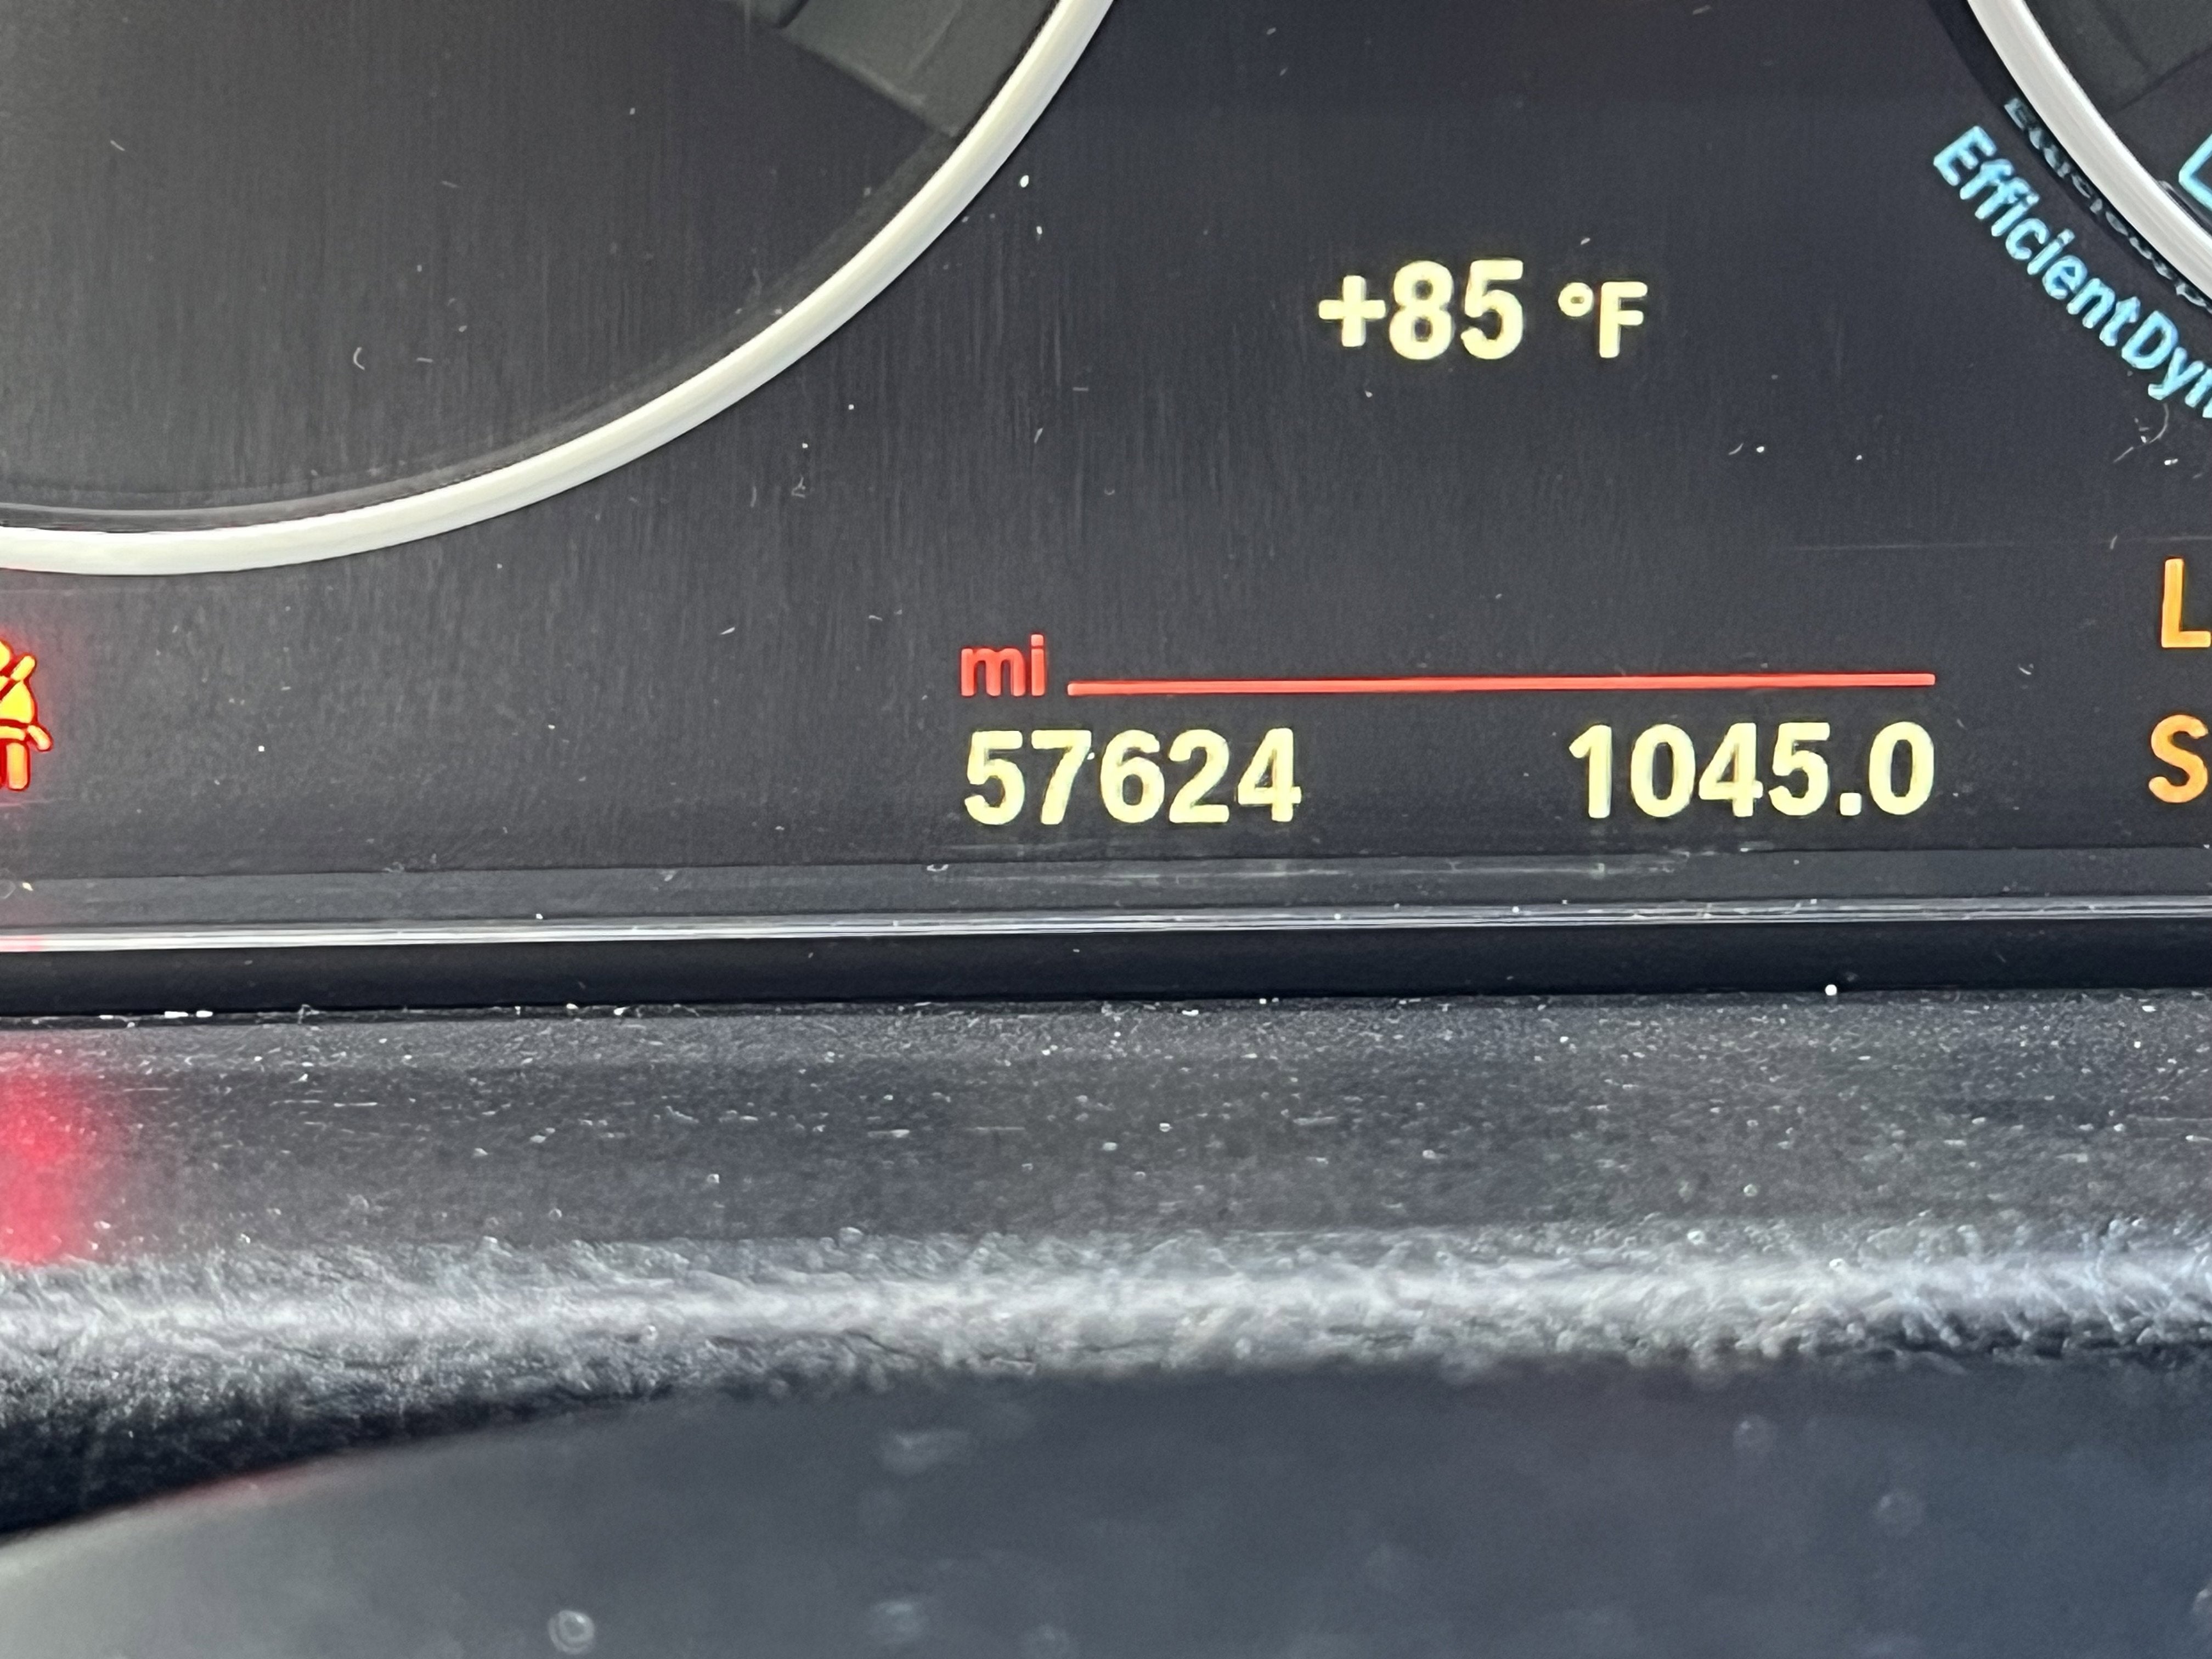 +85 °F
EfficientDy
mi
57624 1045.0
L
S